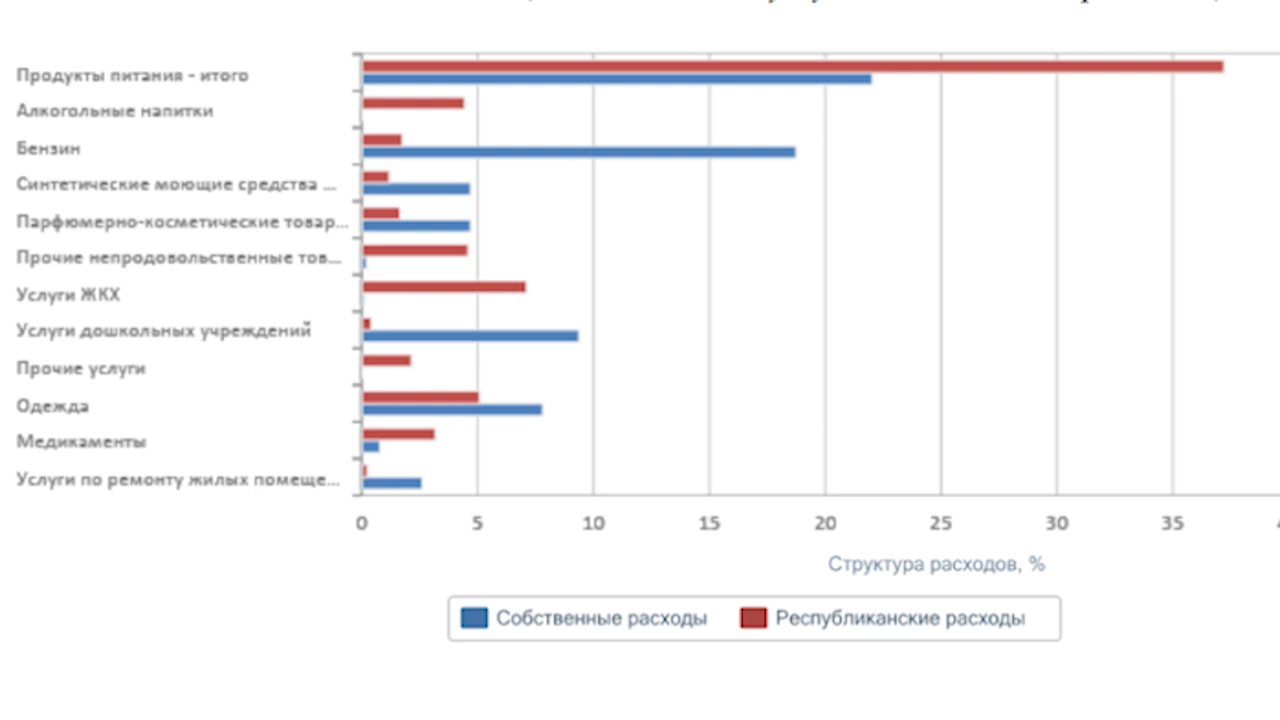 Продукты питания - итого
Алкогольные напитки
Бензин
Синтетические моющие средства ...
Парфюмерно-косметические товар...
Прочие непродовольственные тов...
Услуги ЖКХ
Услуги дошкольных учреждений
Прочие услуги
Одежда
Медикаменты
Услуги по ремонту жилых помеще...
0 5 10 15 20 25 30 35
Структура расходов, %
Собственные расходы Республиканские расходы